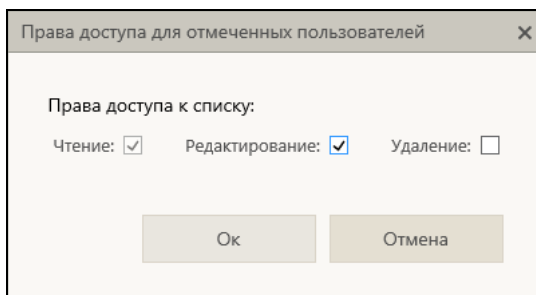 Права доступа для отмеченных пользователей
Права доступа к списку:
Чтение: Редактирование: Удаление:
Ок Отмена